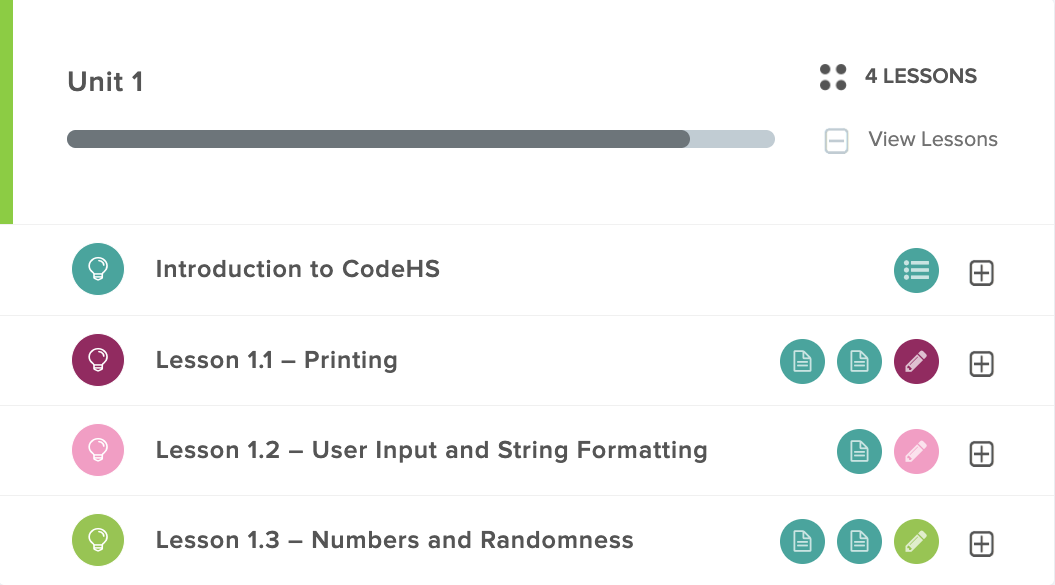 Unit 1
4 LESSONS
View Lessons
Introduction to CodeHS
Lesson 1.1 – Printing
Lesson 1.2 – User Input and String Formatting
Lesson 1.3 – Numbers and Randomness